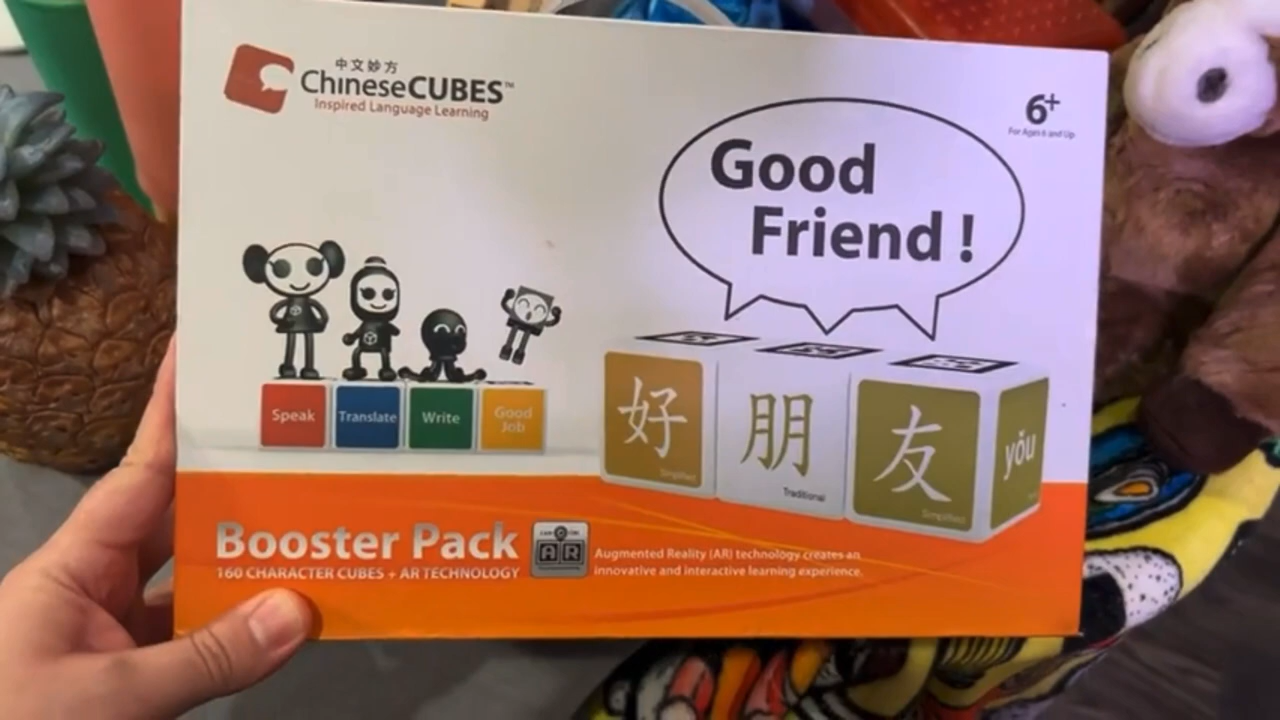 中文妙方
ChineseCUBES™
Inspired Language Learning
6+
For Ages 6 and Up
Good
Friend !
Speak
Translate
Write
Good
Job
好
Simplified
朋
Traditional
友
Simplified
yǒu
Booster Pack
160 CHARACTER CUBES + AR TECHNOLOGY
AR
Augmented Reality (AR) technology creates an
innovative and interactive learning experience.